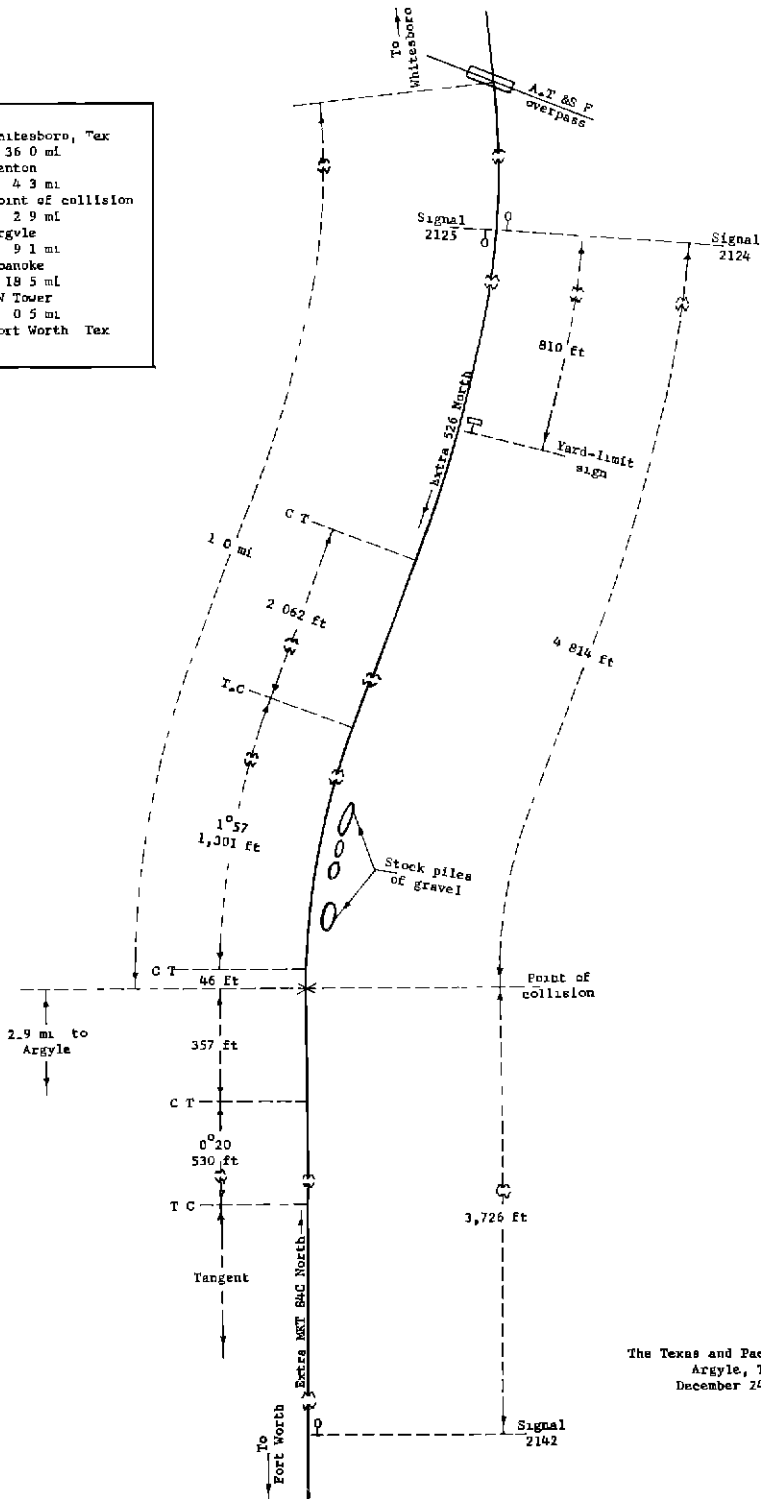 To
Whitesboro
A.T &S F
overpass
hitesboro, Tex
36 0 mi
enton
4 3 mi
oint of collision
2 9 mi
rgyle
9 1 mi
oanoke
18 5 mi
W Tower
0 5 mi
ort Worth Tex
Signal
2125
Signal
2124
810 ft
Yard-limit
sign
Extra 526 North
C T
1 0 mi
2 062 ft
4 814 ft
T.C
1°57
1,301 ft
Stock piles
of gravel
C T
46 ft
Point of
collision
2.9 mi to
Argyle
357 ft
C T
0°20
530 ft
T C
3,726 ft
Tangent
Extra MKT 84C North
The Texas and Pac
Argyle, T
December 24
To
Fort Worth
Signal
2142